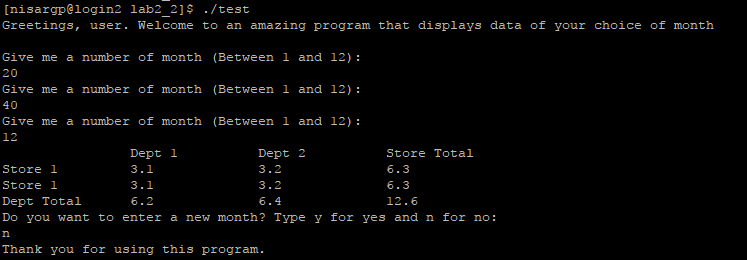 [nisargp@login2 lab2_2]$ ./test
Greetings, user. Welcome to an amazing program that displays data of your choice of month
Give me a number of month (Between 1 and 12):
20
Give me a number of month (Between 1 and 12):
40
Give me a number of month (Between 1 and 12):
12
Dept 1 Dept 2 Store Total
Store 1 3.1 3.2 6.3
Store 1 3.1 3.2 6.3
Dept Total 6.2 6.4 12.6
Do you want to enter a new month? Type y for yes and n for no:
n
Thank you for using this program.